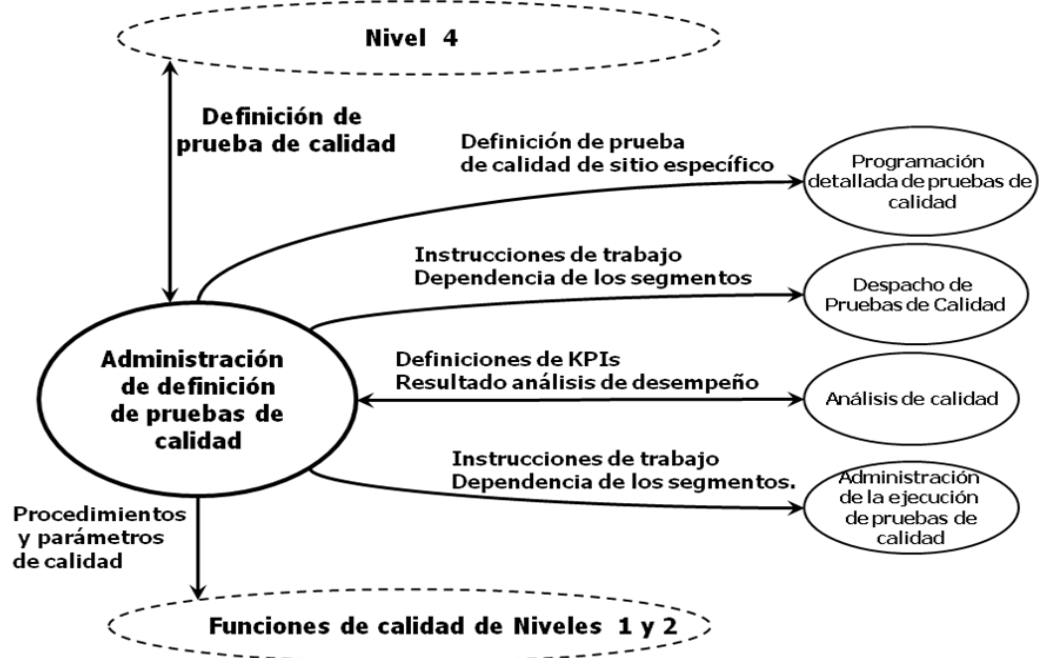 Nivel 4
Definición de
prueba de calidad
Definición de prueba
de calidad de sitio específico
Programación
detallada de pruebas de
calidad
Instrucciones de trabajo
Dependencia de los segmentos
Despacho de
Pruebas de Calidad
Administración
de definición
de pruebas de
calidad
Definiciones de KPIs
Resultado análisis de desempeño
Análisis de calidad
Instrucciones de trabajo
Dependencia de los segmentos.
Administración
de la ejecución
de pruebas de
calidad
Procedimientos
y parámetros
de calidad
Funciones de calidad de Niveles 1 y 2